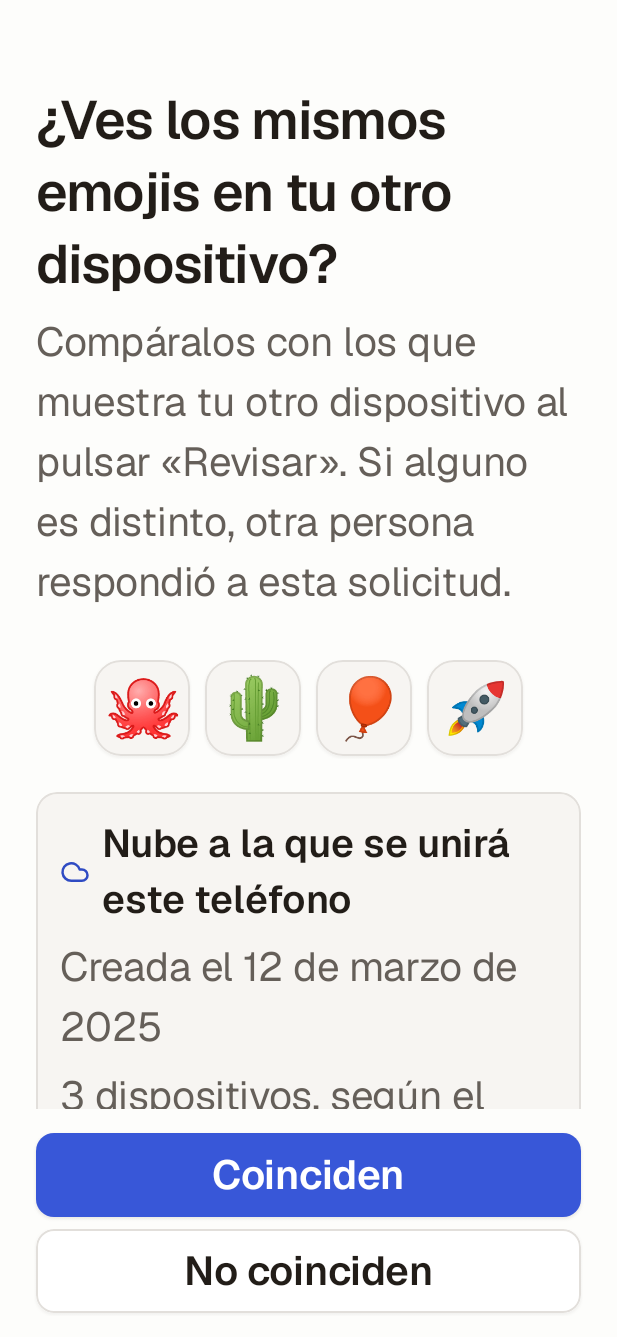 ¿Ves los mismos
emojis en tu otro
dispositivo?
Compáralos con los que
muestra tu otro dispositivo al
pulsar «Revisar». Si alguno
es distinto, otra persona
respondió a esta solicitud.
Nube a la que se unirá
este teléfono
Creada el 12 de marzo de
2025
3 dispositivos, según el
Coinciden
No coinciden